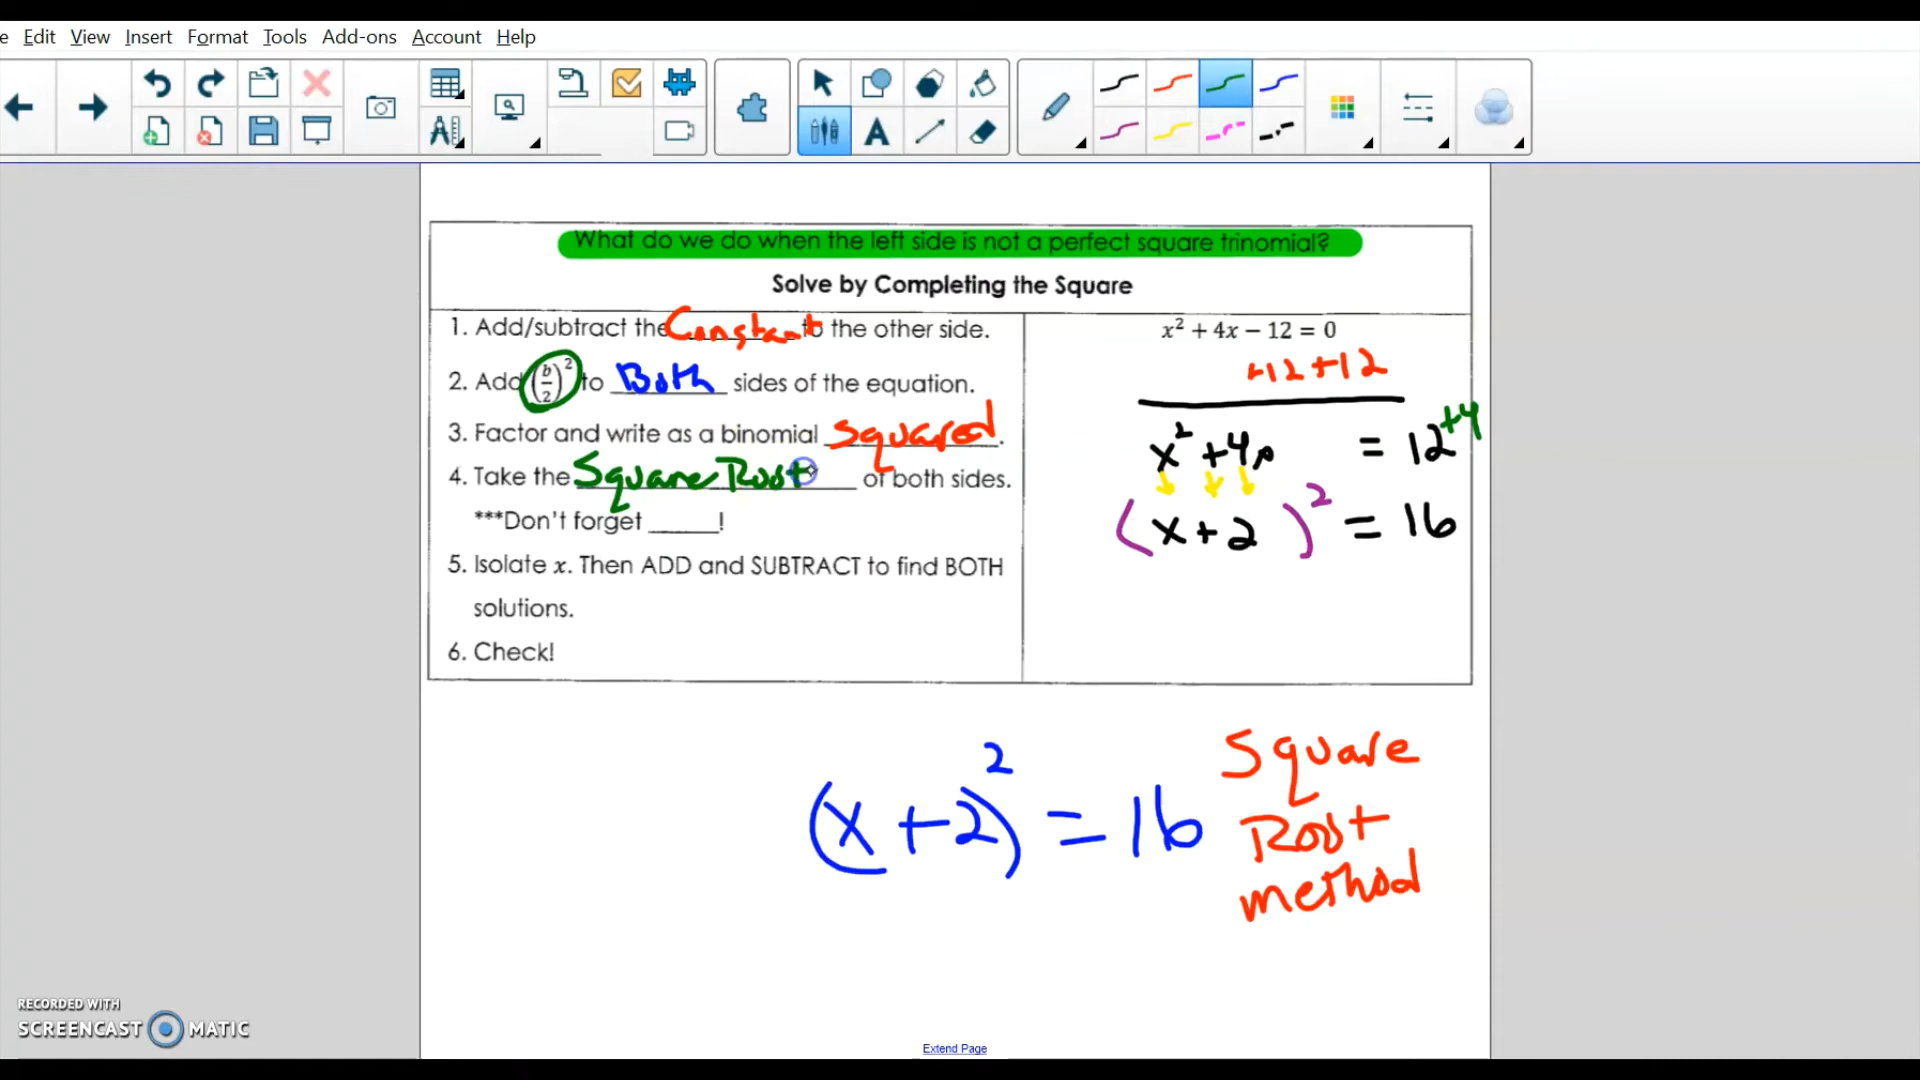 e Edit View Insert Format Tools Add-ons Account Help
What do we do when the left side is not a perfect square trinomial?
Solve by Completing the Square
1. Add/subtract the Constant to the other side.
2. Add (b/2)² to Both sides of the equation.
3. Factor and write as a binomial squared.
4. Take the Square Root of both sides.
***Don't forget ______!
5. Isolate x. Then ADD and SUBTRACT to find BOTH
solutions.
6. Check!
x² + 4x − 12 = 0
+12 +12
x² + 4 = 12 +4
(x + 2)² = 16
(x + 2)² = 16
Square
Root
method
RECORDED WITH
SCREENCAST MATIC
Extend Page